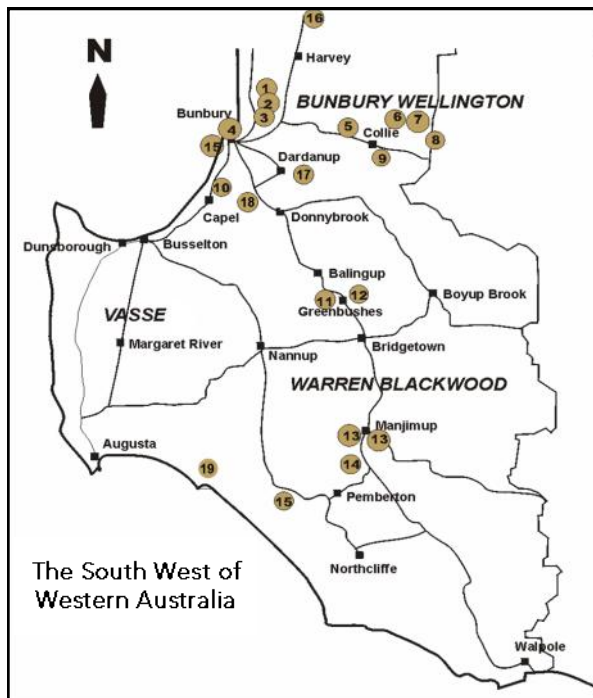 16
Harvey
N
1
2
3
BUNBURY WELLINGTON
Bunbury
4
15
5
6
7
8
Collie
9
Dardanup
17
10
Capel
18
Donnybrook
Dunsborough
Busselton
Balingup
11
12
Greenbushes
Boyup Brook
VASSE
Margaret River
Nannup
Bridgetown
WARREN BLACKWOOD
13
13
Manjimup
14
Augusta
19
15
Pemberton
Northcliffe
The South West of
Western Australia
Walpole